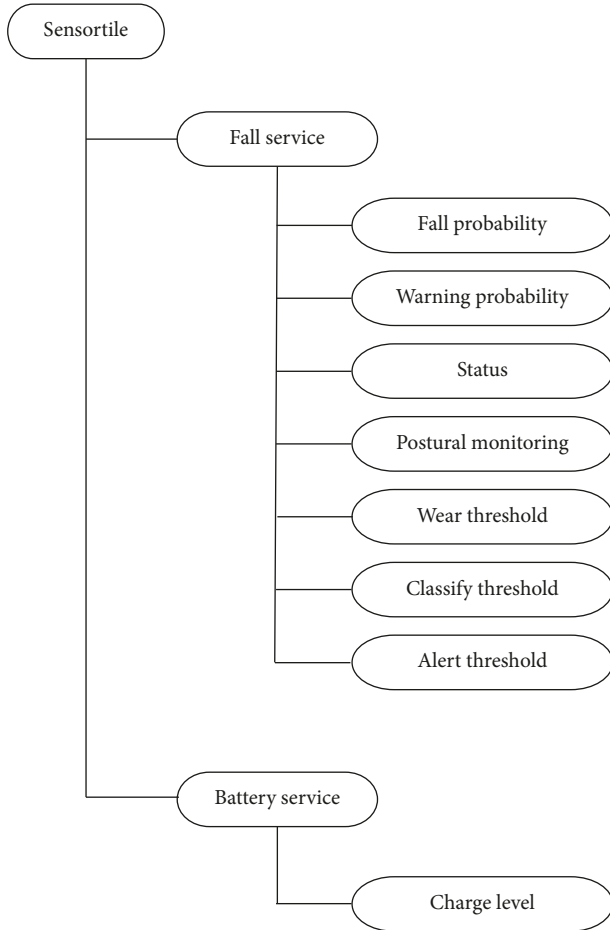 Sensortile
Fall service
Fall probability
Warning probability
Status
Postural monitoring
Wear threshold
Classify threshold
Alert threshold
Battery service
Charge level